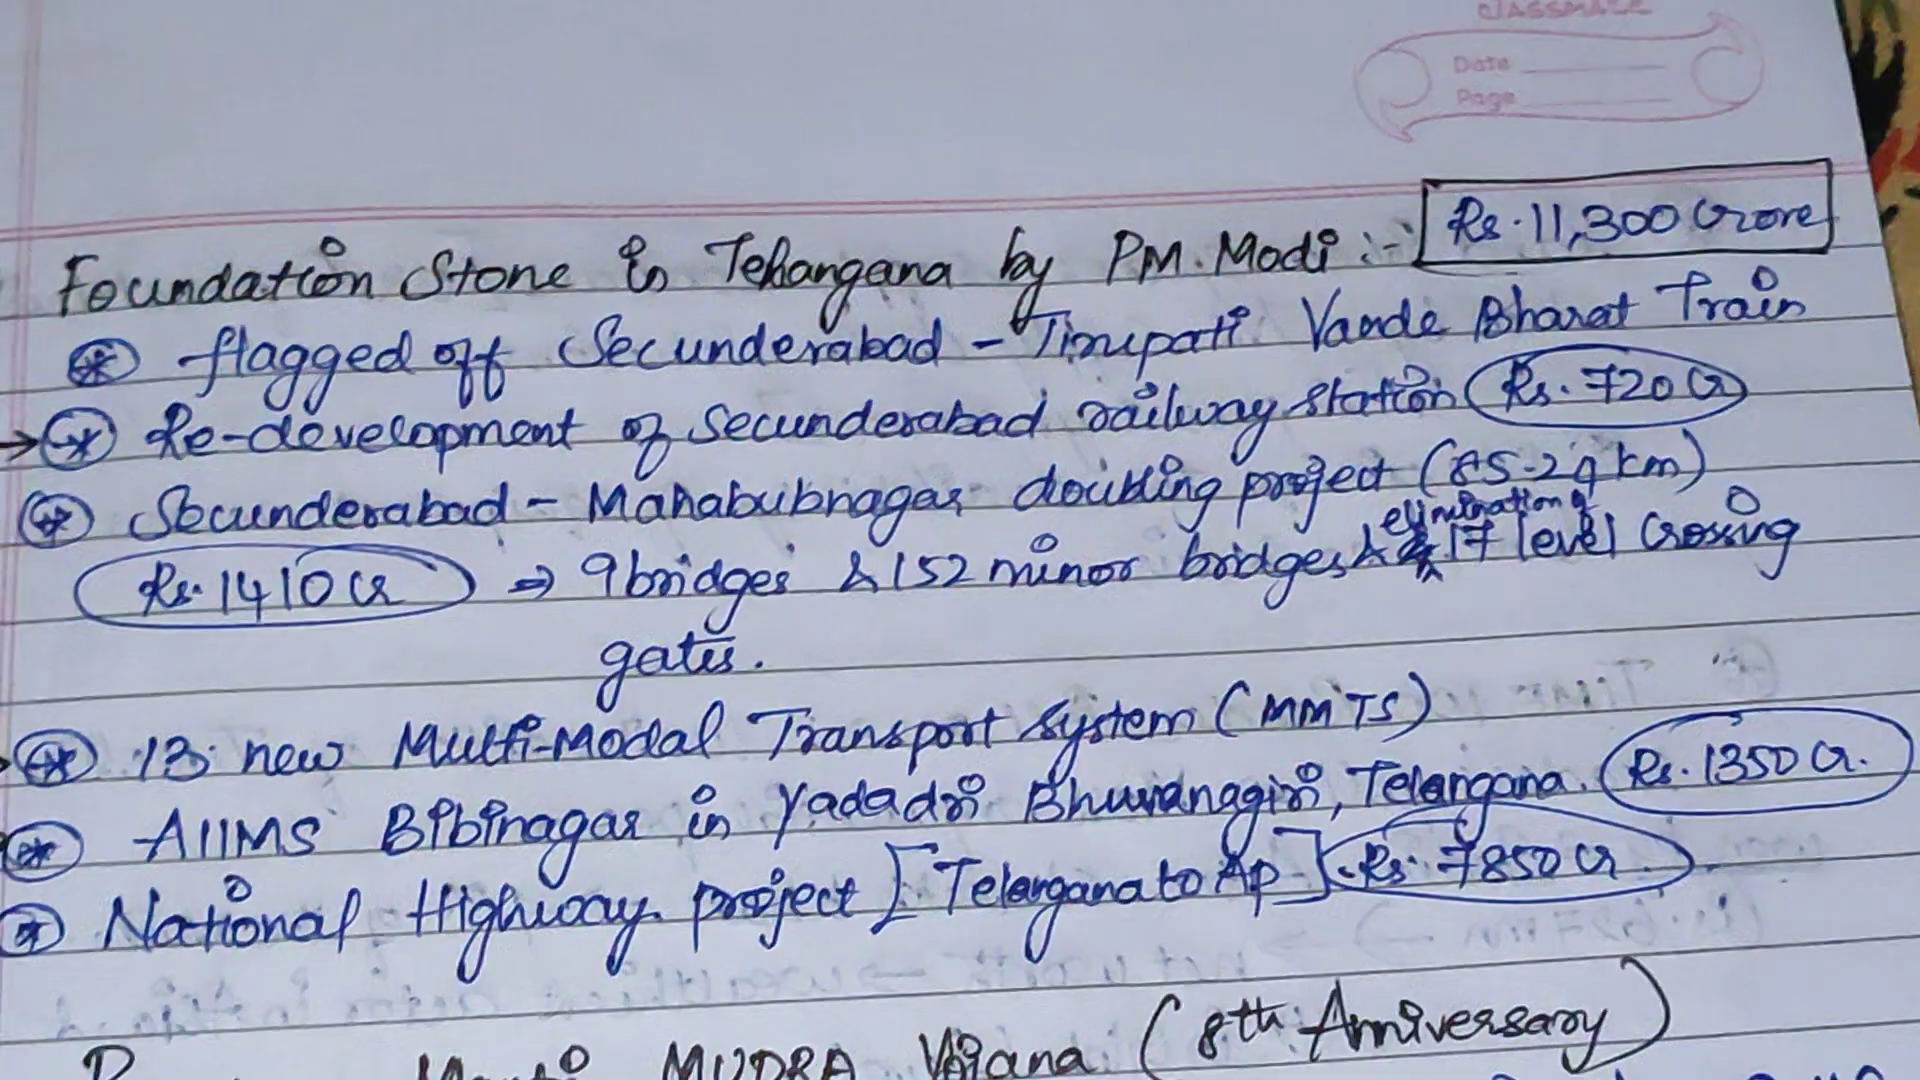 CLASSMATE
Date
Page
Foundation Stone in Telangana by PM. Modi :- Rs. 11,300 Crore
flagged off Secunderabad - Tirupati Vande Bharat Train
Re-development of Secunderabad railway station Rs. 720 Cr
Secunderabad - Mahabubnagar doubling project (85.24 km)
Rs. 1410 Cr ⇒ 9 bridges & 152 minor bridges, & elimination of 17 level Crossing
gates.
13 new Multi-Modal Transport System (MMTS)
AIIMS Bibinagar in Yadadri Bhuvanagiri, Telangana. Rs. 1350 Cr.
National Highway project [Telangana to AP]. Rs. 7850 Cr
MUDRA Yojana (8th Anniversary)